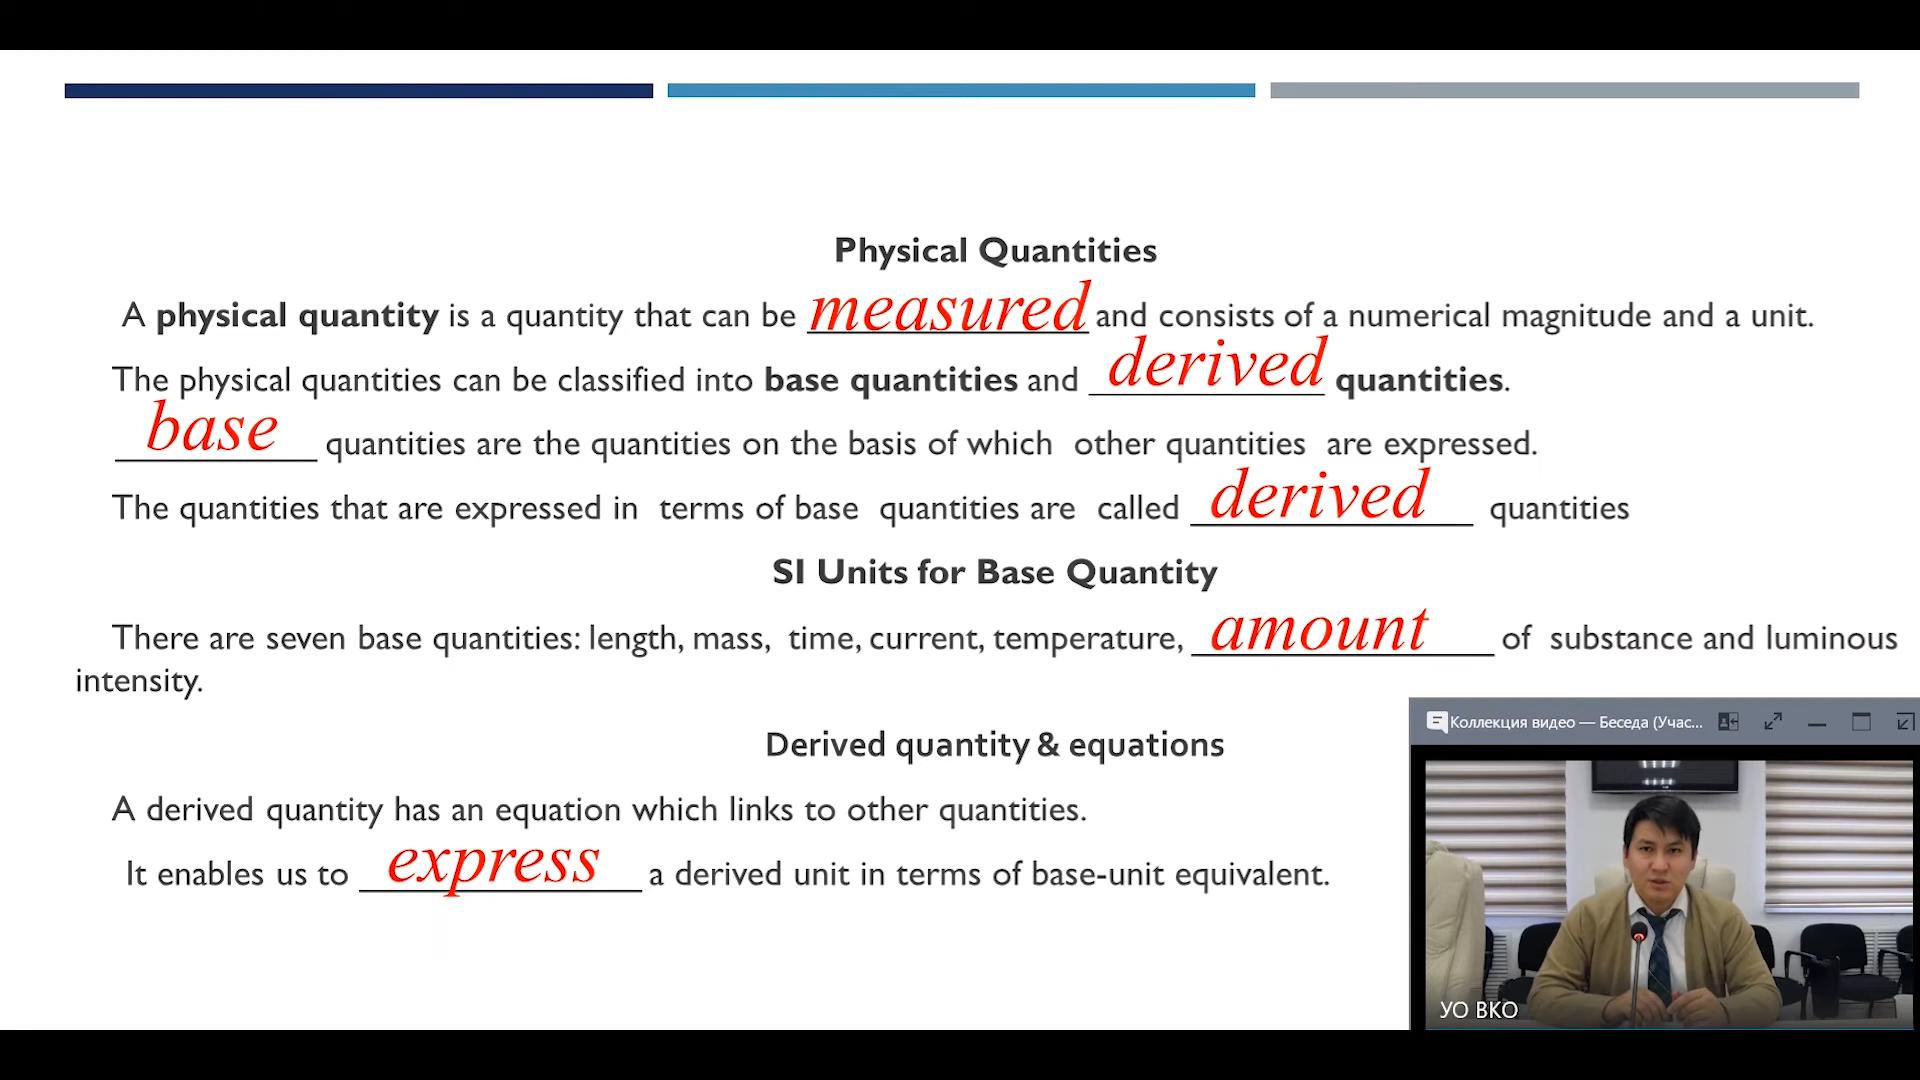 Physical Quantities
A physical quantity is a quantity that can be measured and consists of a numerical magnitude and a unit.
The physical quantities can be classified into base quantities and derived quantities.
base quantities are the quantities on the basis of which other quantities are expressed.
The quantities that are expressed in terms of base quantities are called derived quantities
SI Units for Base Quantity
There are seven base quantities: length, mass, time, current, temperature, amount of substance and luminous
intensity.
Derived quantity & equations
A derived quantity has an equation which links to other quantities.
It enables us to express a derived unit in terms of base-unit equivalent.
Коллекция видео — Беседа (Учас...
УО ВКО